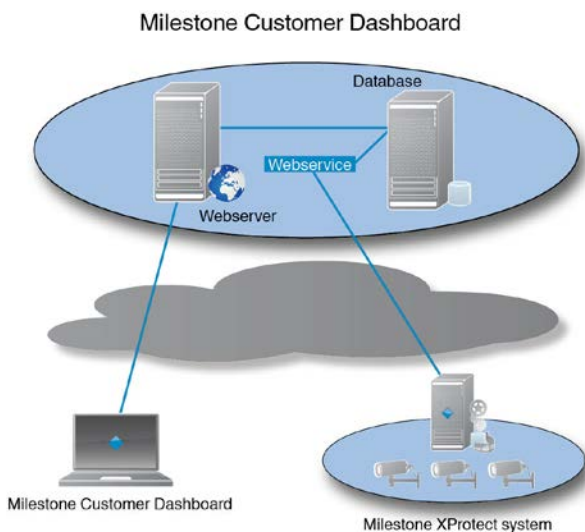 Milestone Customer Dashboard
Database
Webservice
Webserver
Milestone Customer Dashboard
Milestone XProtect system